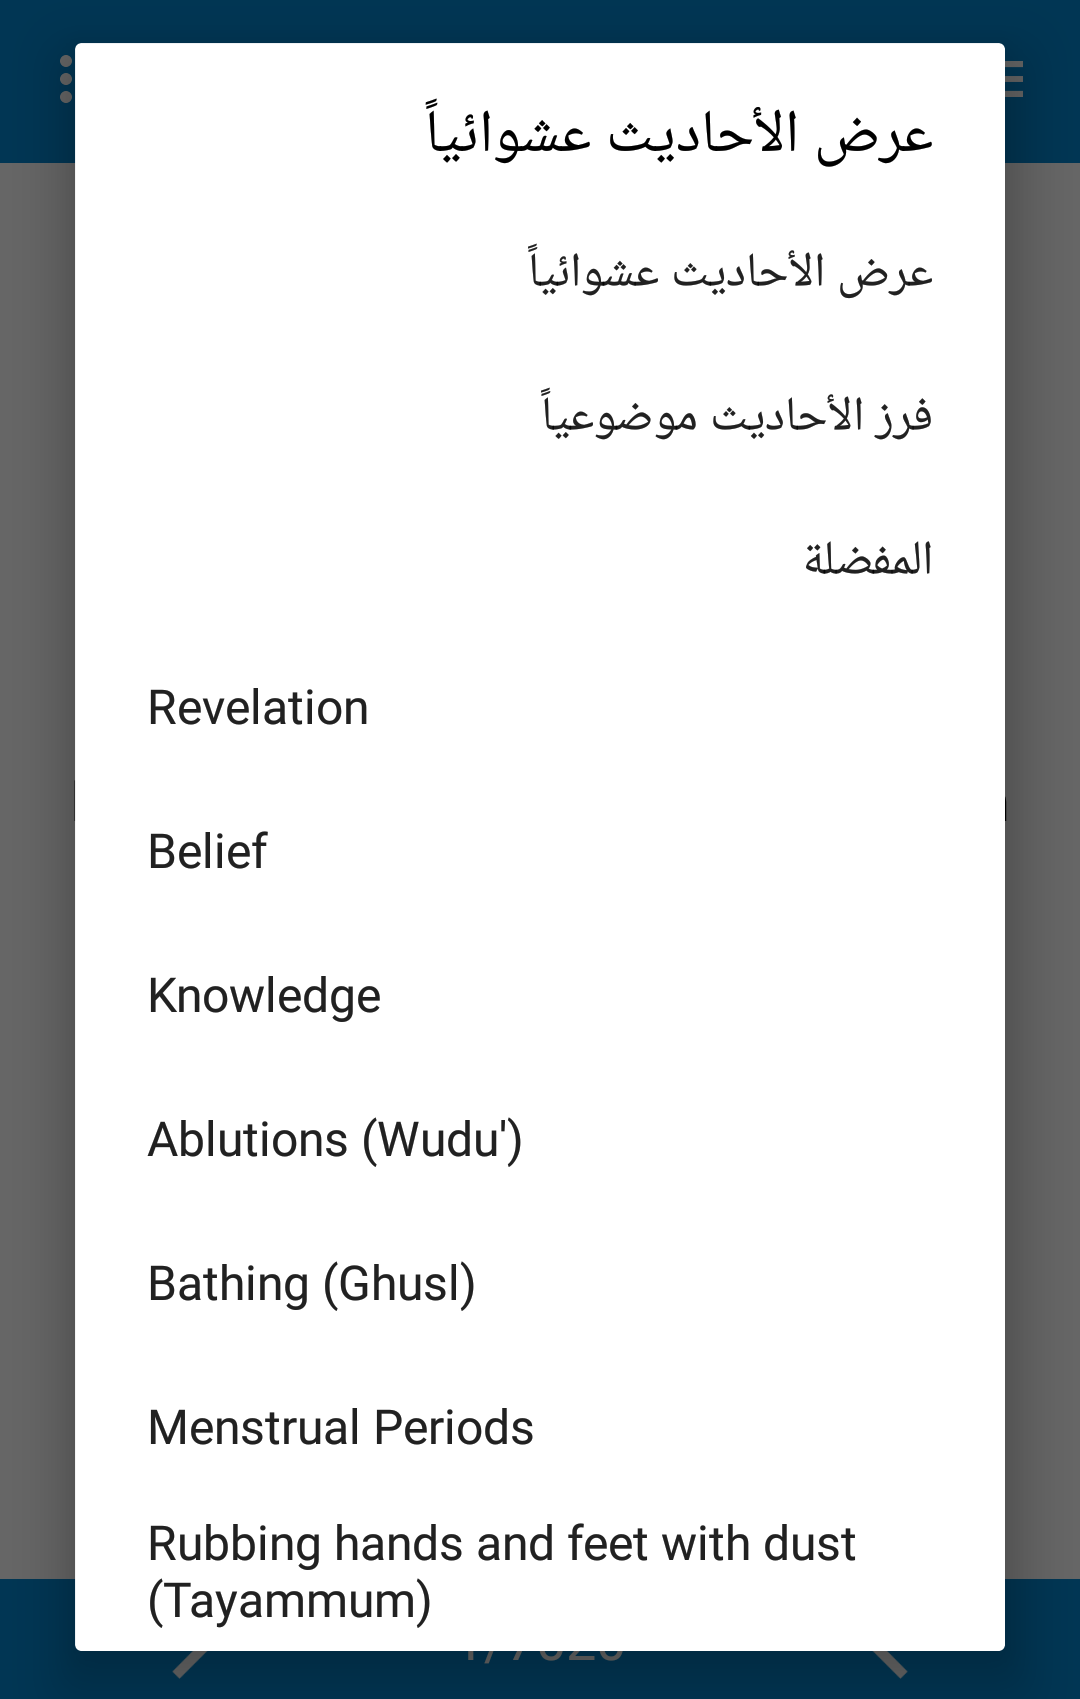 عرض الأحاديث عشوائياً
عرض الأحاديث عشوائياً
فرز الأحاديث موضوعياً
المفضلة
Revelation
Belief
Knowledge
Ablutions (Wudu')
Bathing (Ghusl)
Menstrual Periods
Rubbing hands and feet with dust
(Tayammum)